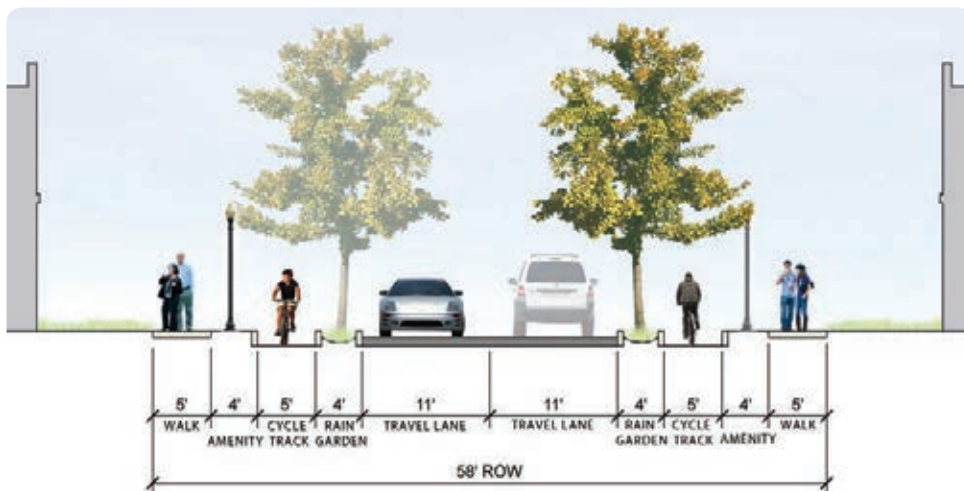 5' 4' 5' 4' 11' 11' 4' 5' 4' 5'
WALK AMENITY CYCLE TRACK RAIN GARDEN TRAVEL LANE TRAVEL LANE RAIN GARDEN CYCLE TRACK AMENITY WALK
58' ROW